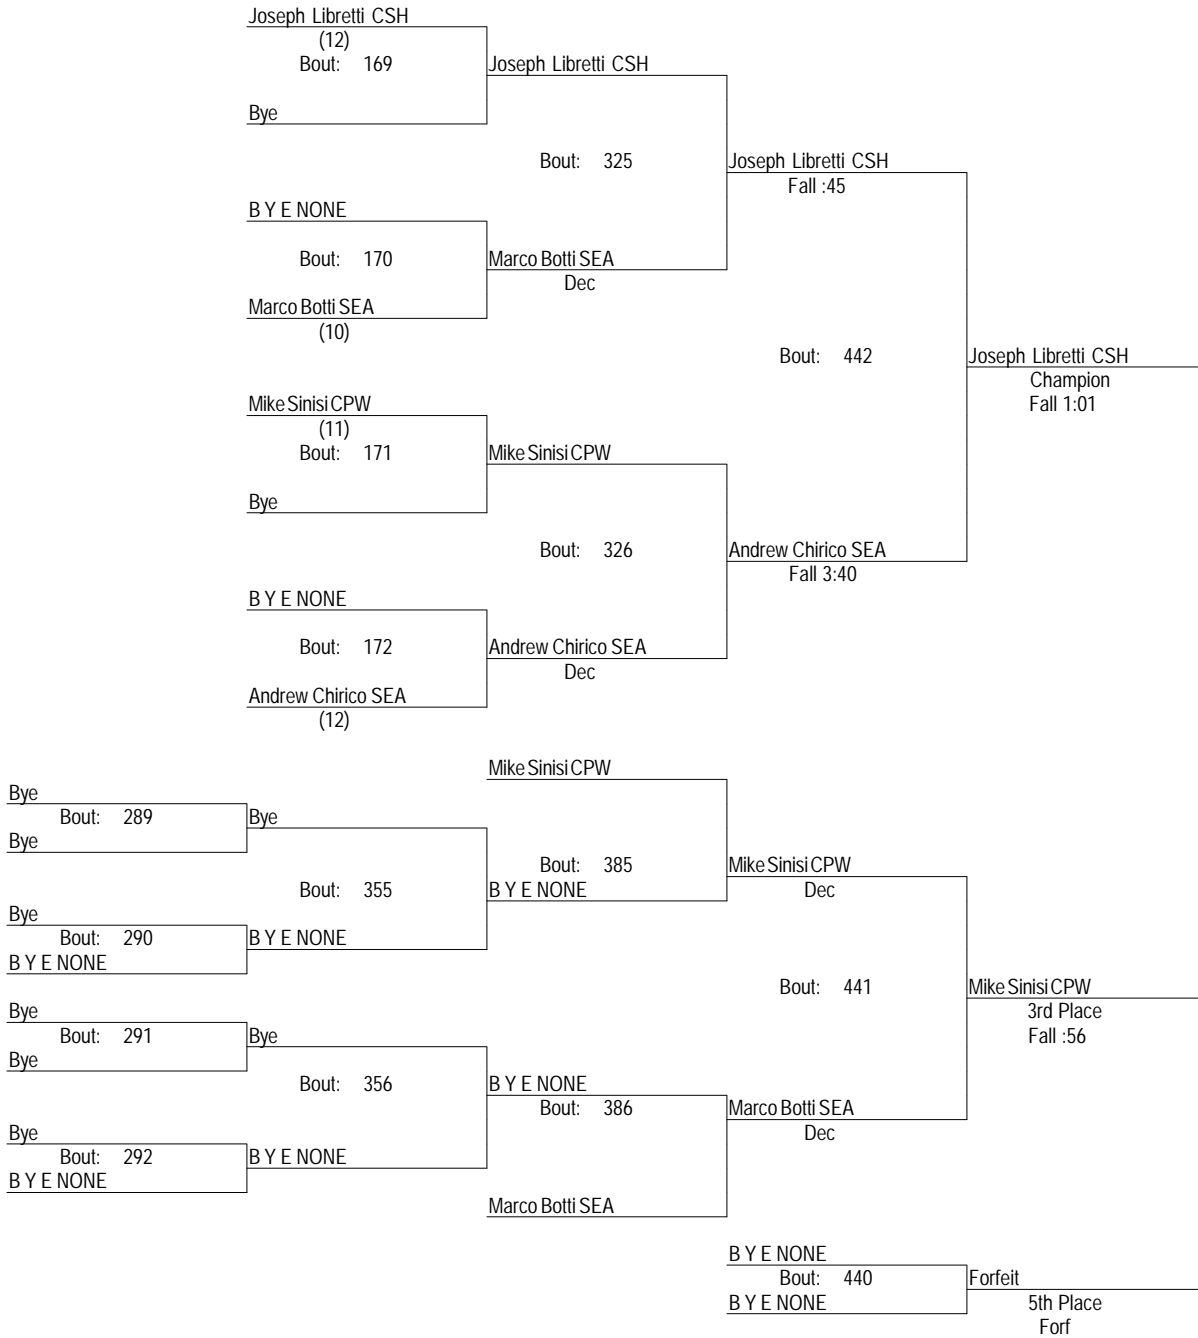 Joseph Libretti CSH
(12)
Bout: 169
Joseph Libretti CSH
Bye
Bout: 325
Joseph Libretti CSH
Fall :45
B Y E NONE
Bout: 170
Marco Botti SEA
Dec
Marco Botti SEA
(10)
Bout: 442
Joseph Libretti CSH
Champion
Fall 1:01
Mike Sinisi CPW
(11)
Bout: 171
Mike Sinisi CPW
Bye
Bout: 326
Andrew Chirico SEA
Fall 3:40
B Y E NONE
Bout: 172
Andrew Chirico SEA
Dec
Andrew Chirico SEA
(12)
Mike Sinisi CPW
Bye
Bout: 289
Bye
Bye
Bout: 385
Mike Sinisi CPW
Dec
Bout: 355
B Y E NONE
Bye
Bout: 290
B Y E NONE
B Y E NONE
Bout: 441
Mike Sinisi CPW
3rd Place
Fall :56
Bye
Bout: 291
Bye
Bye
Bout: 356
B Y E NONE
Bout: 386
Marco Botti SEA
Dec
Bye
Bout: 292
B Y E NONE
B Y E NONE
Marco Botti SEA
B Y E NONE
Bout: 440
Forfeit
B Y E NONE
5th Place
Forf